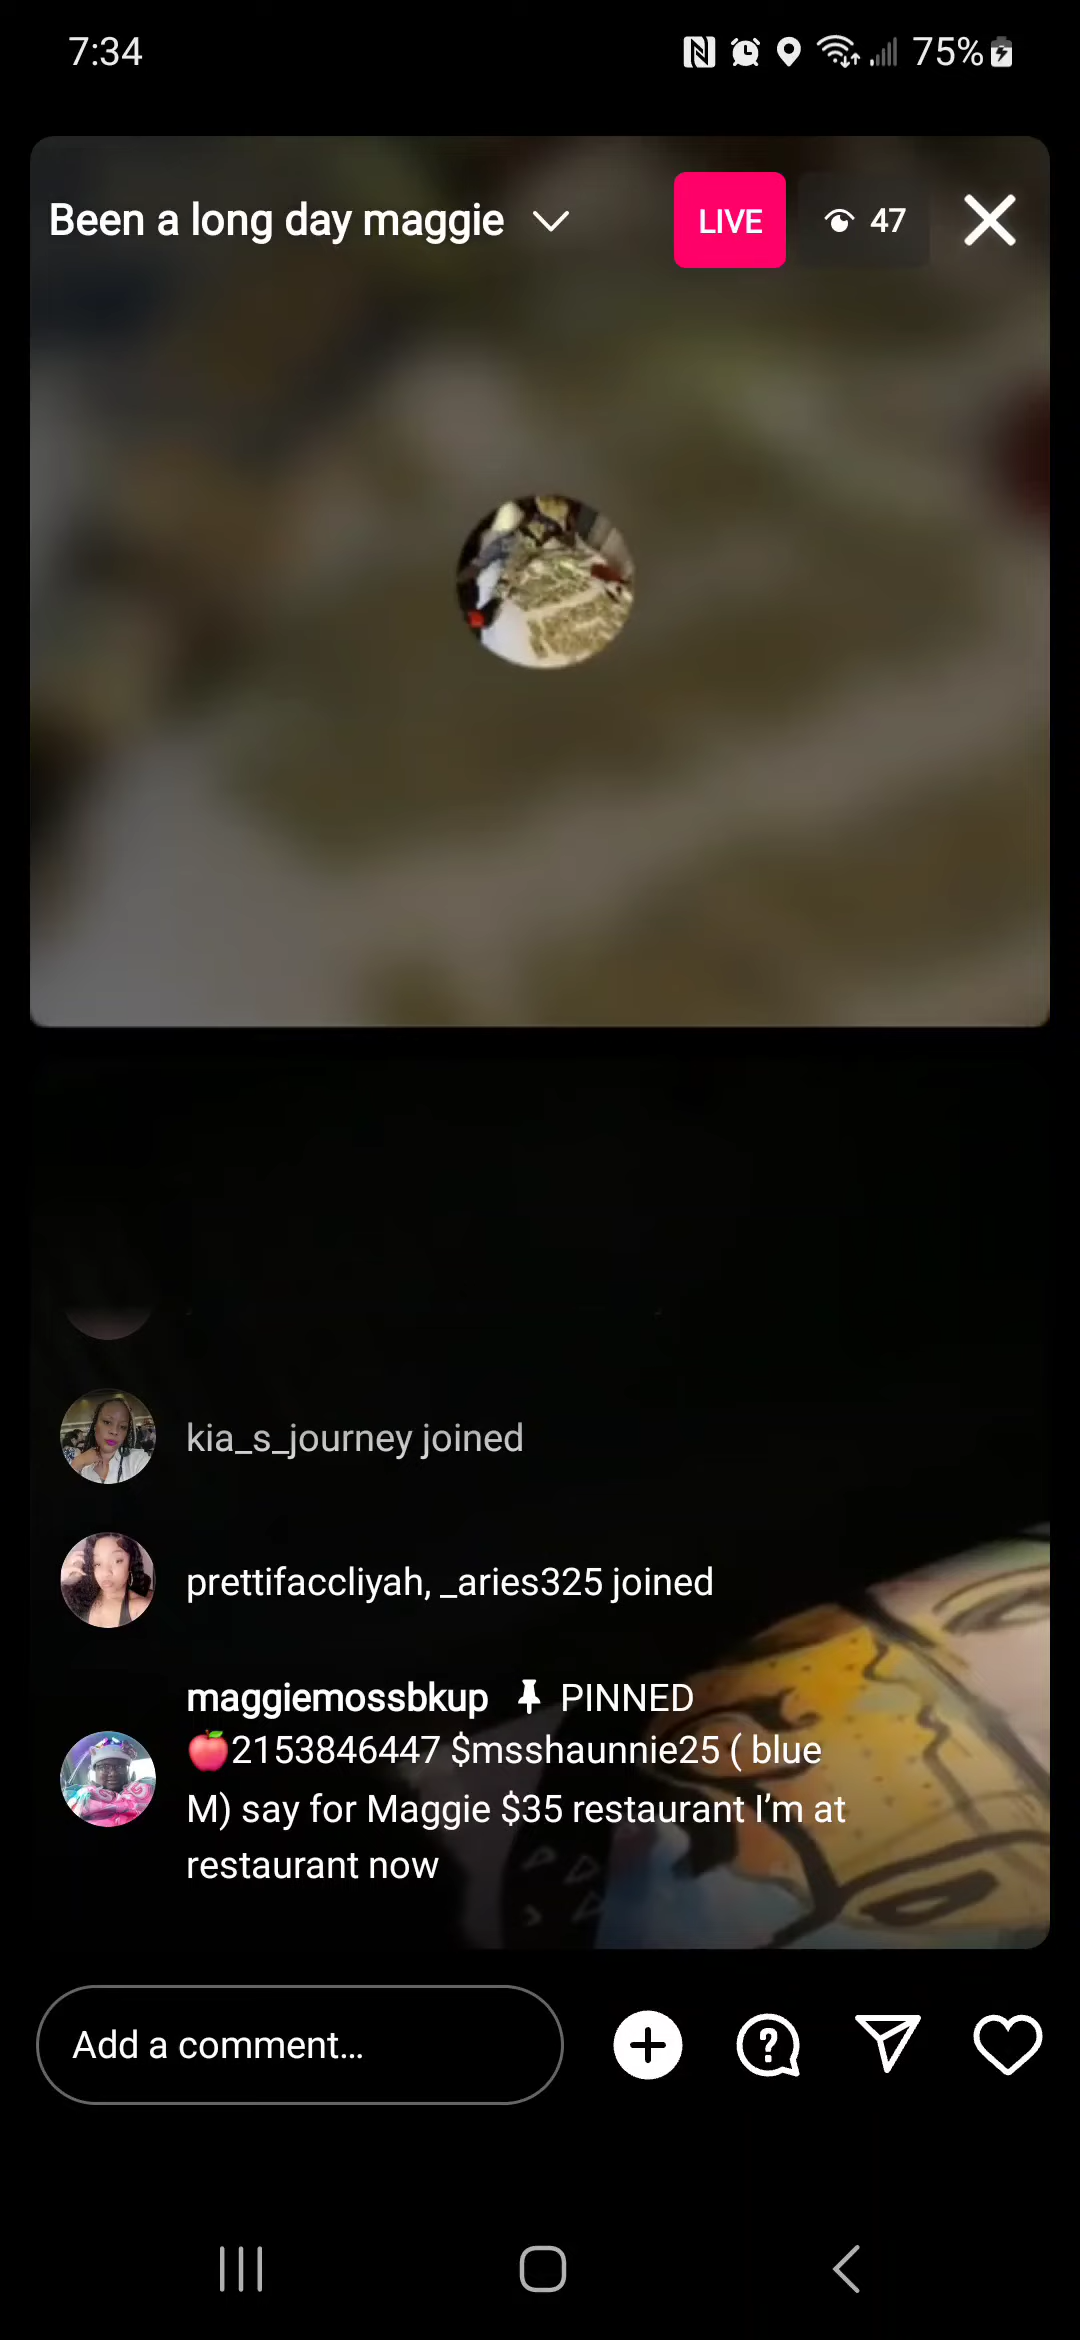 7:34
75%
Been a long day maggie
LIVE
47
kia_s_journey joined
prettifaccliyah, _aries325 joined
maggiemossbkup 📌 PINNED
🍎2153846447 $msshaunnie25 ( blue
M) say for Maggie $35 restaurant I’m at
restaurant now
Add a comment...